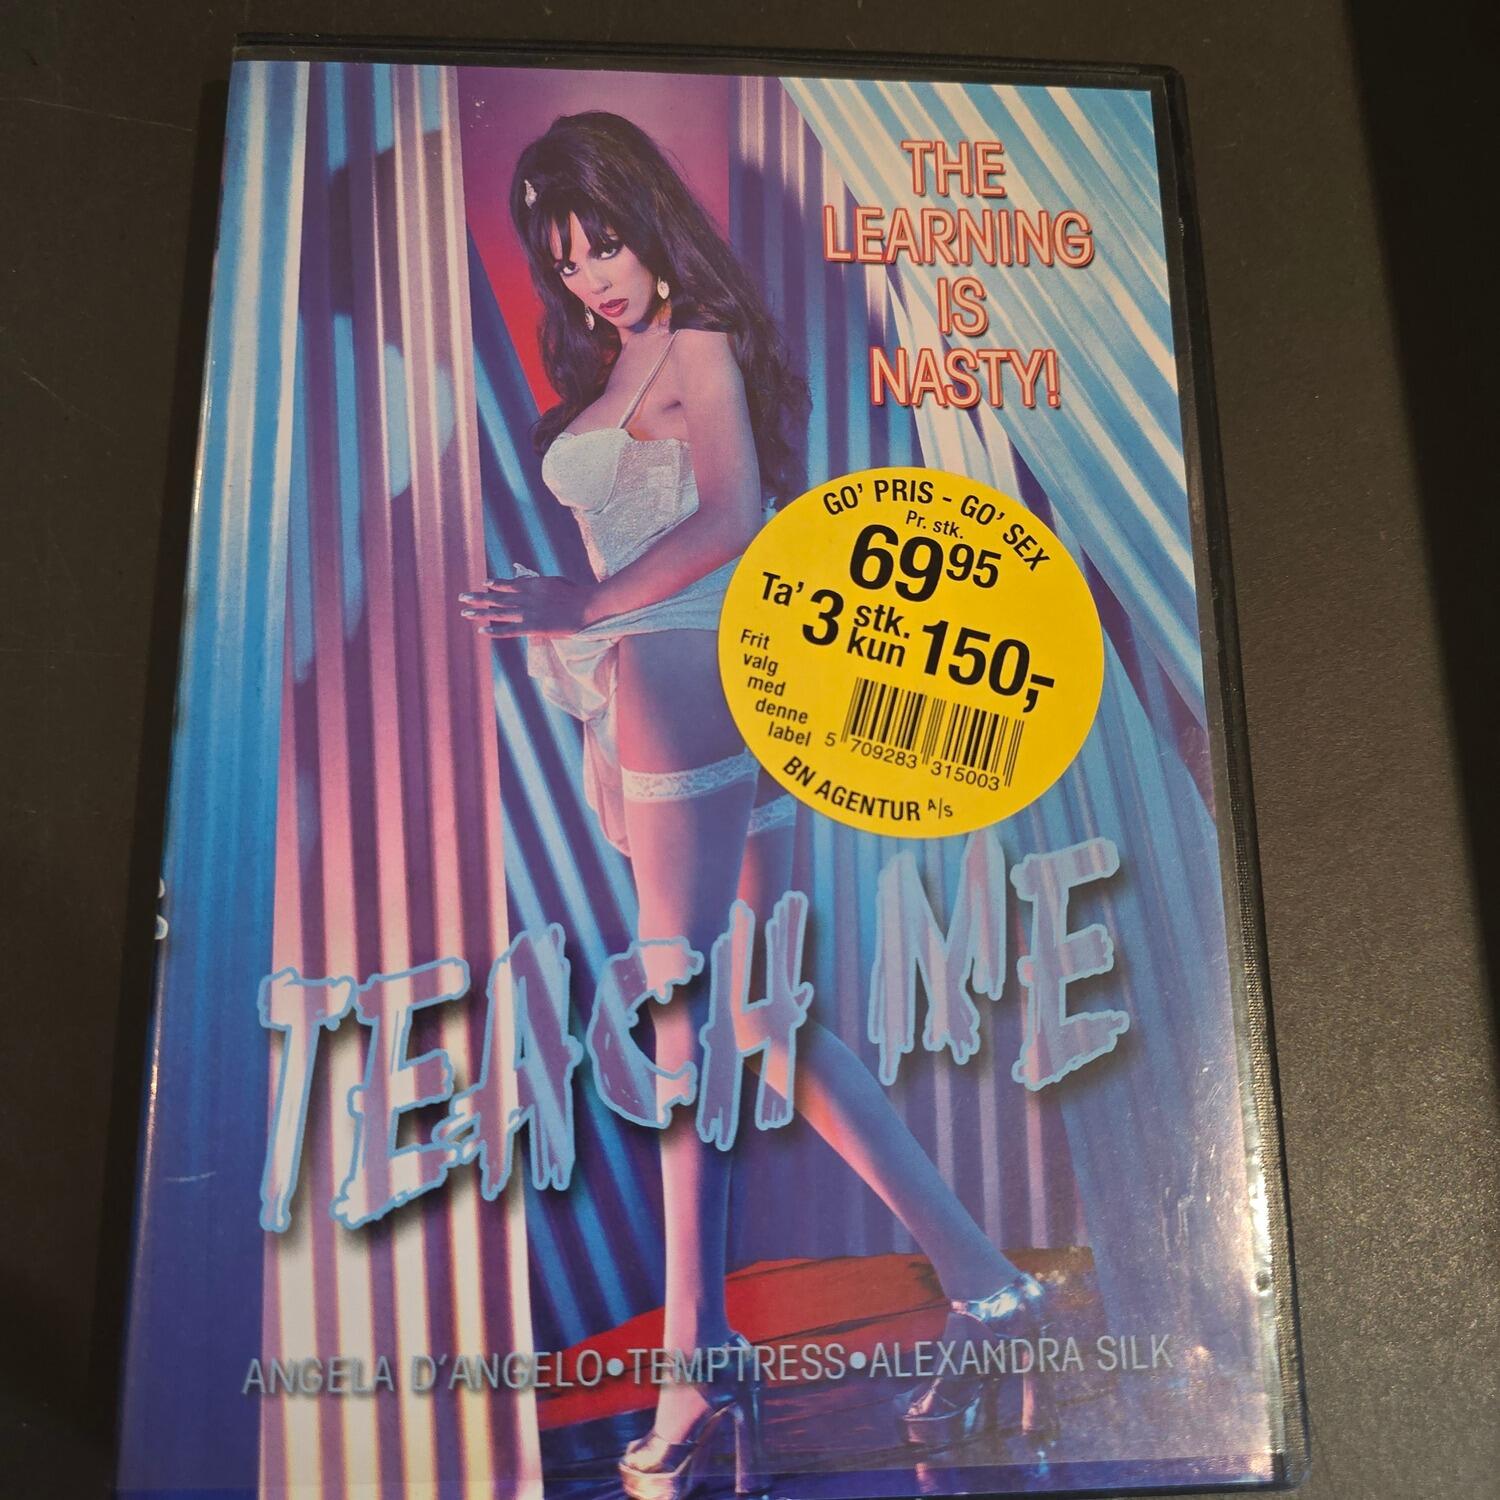 THE
LEARNING
IS
NASTY!
GO' PRIS - GO' SEX
Pr. stk.
69 95
Ta' 3 stk. kun 150,-
Frit
valg
med
denne
label
5 709283 315003
BN AGENTUR A/S
TEACH ME
ANGELA D'ANGELO•TEMPTRESS•ALEXANDRA SILK